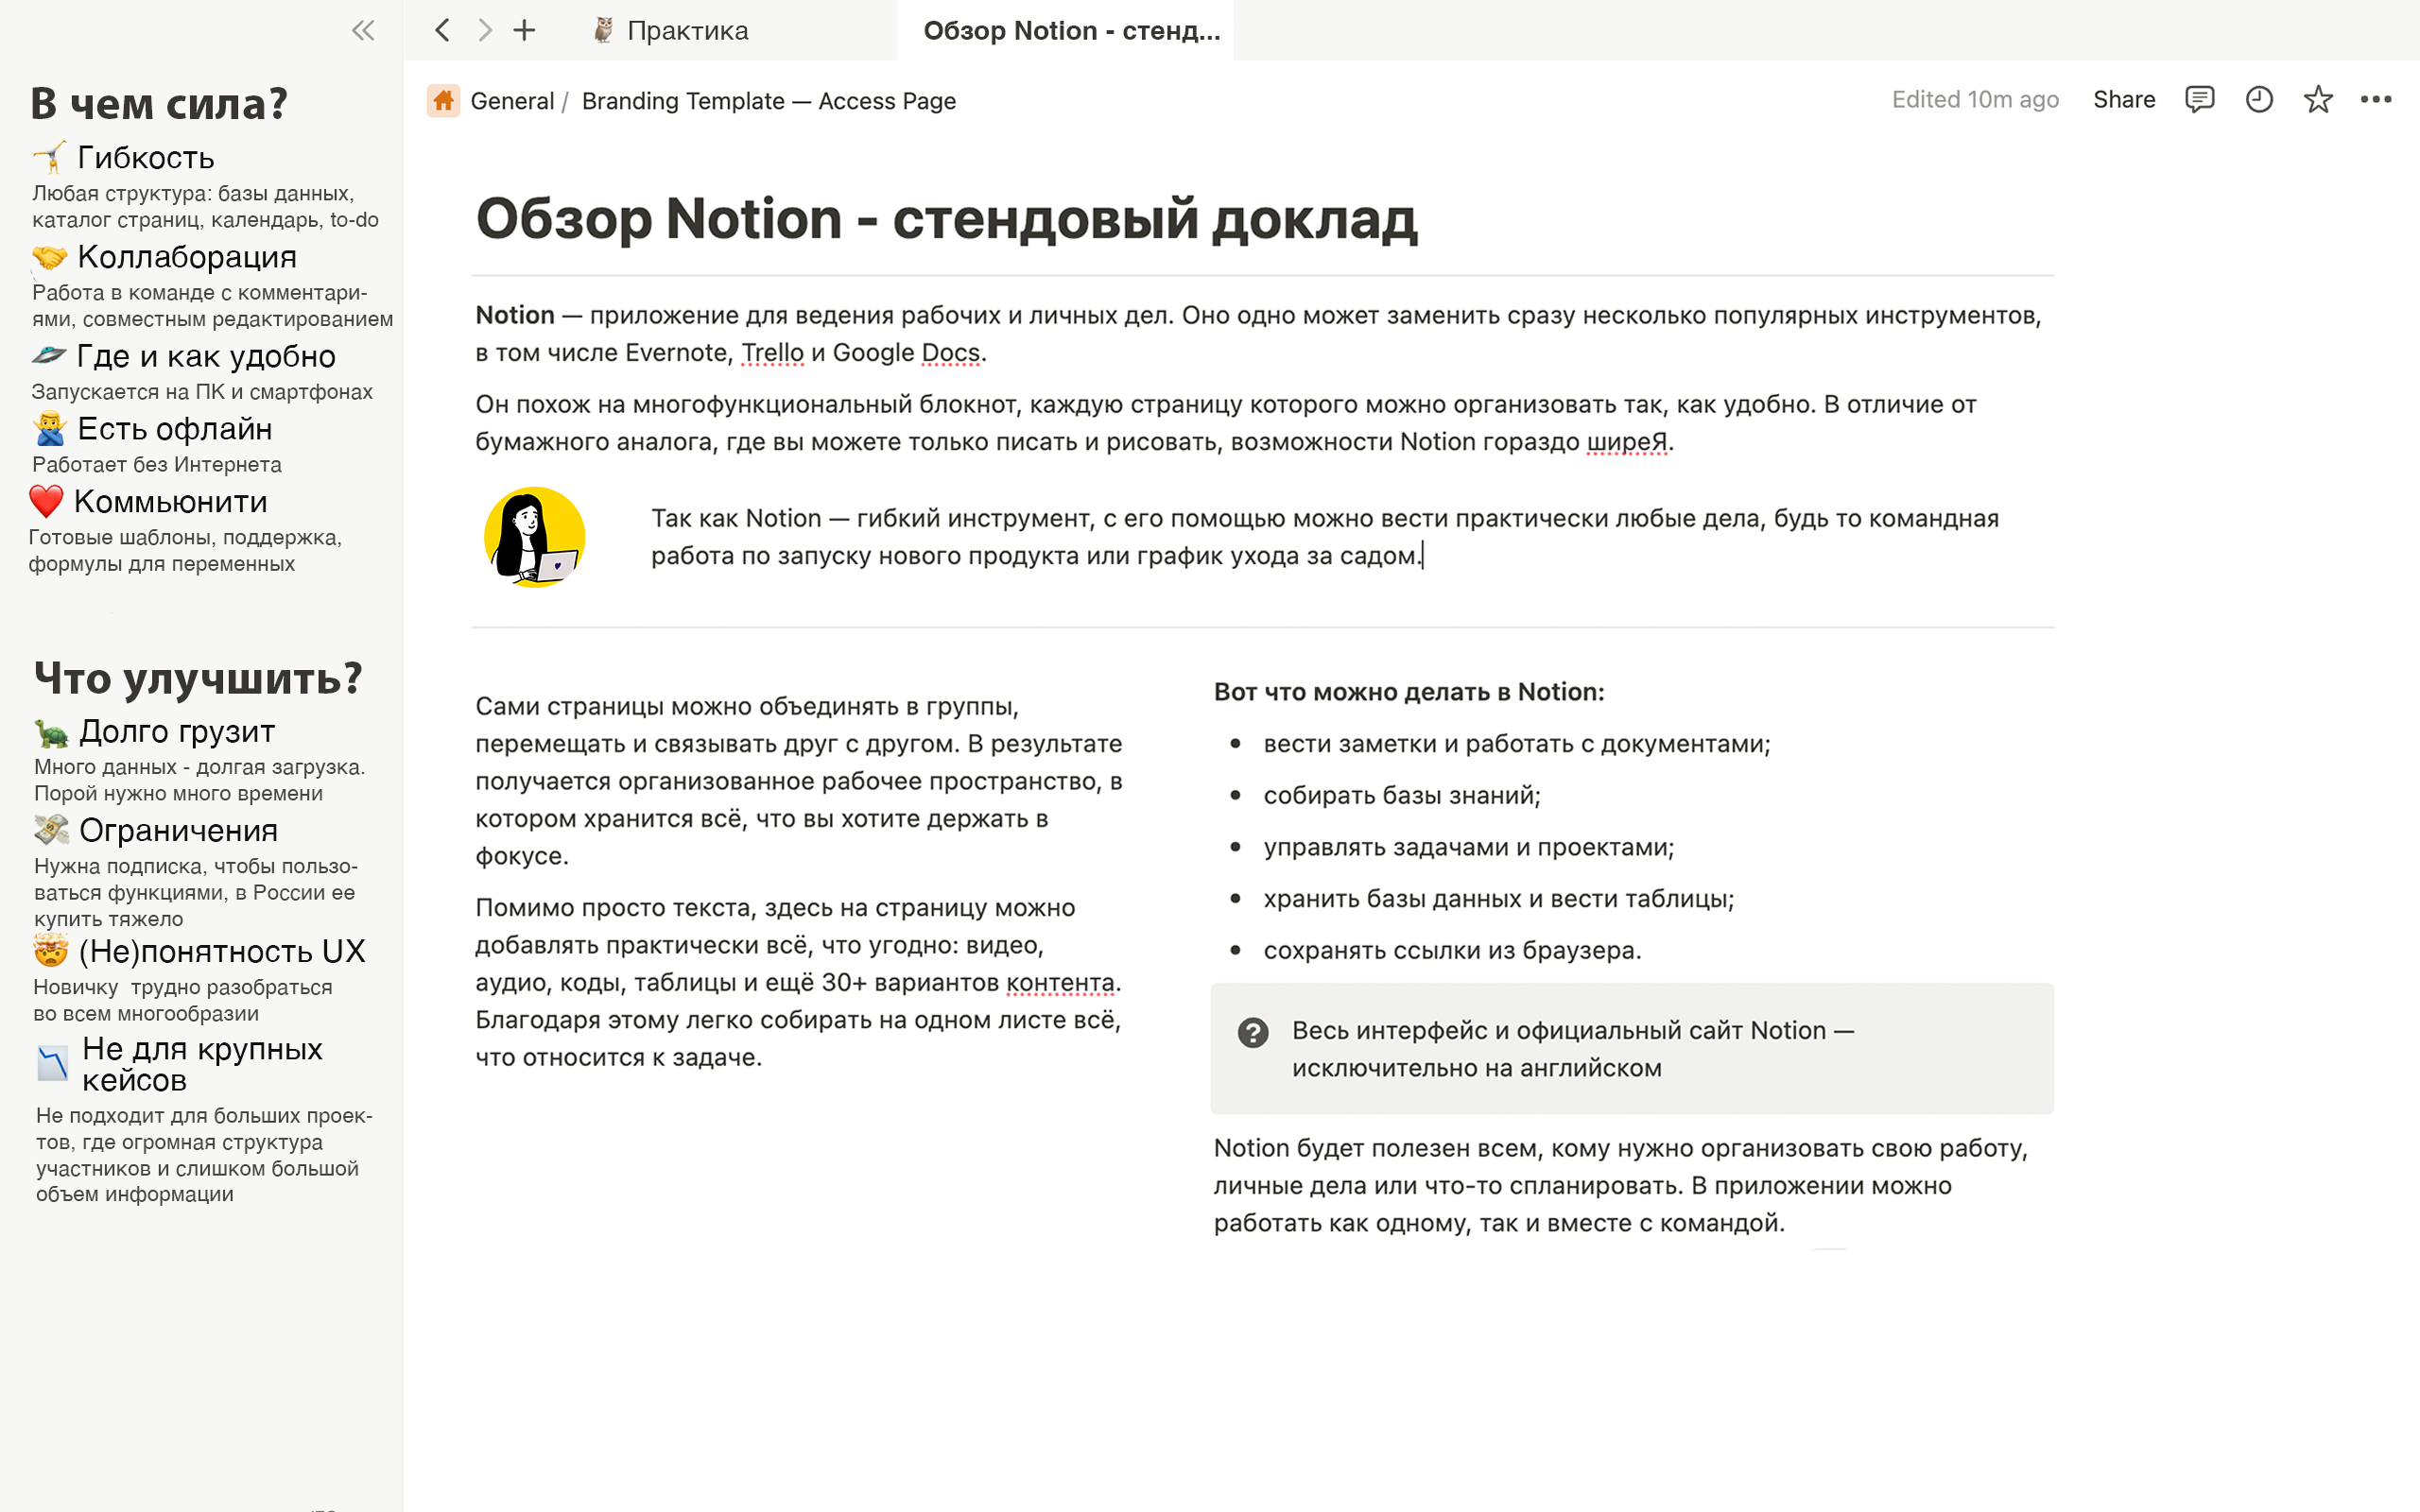 В чем сила?
Гибкость
Любая структура: базы данных,
каталог страниц, календарь, to-do
Коллаборация
Работа в команде с комментари-
ями, совместным редактированием
Где и как удобно
Запускается на ПК и смартфонах
Есть офлайн
Работает без Интернета
Коммьюнити
Готовые шаблоны, поддержка,
формулы для переменных
Что улучшить?
Долго грузит
Много данных - долгая загрузка.
Порой нужно много времени
Ограничения
Нужна подписка, чтобы пользо-
ваться функциями, в России ее
купить тяжело
(Не)понятность UX
Новичку трудно разобраться
во всем многообразии
Не для крупных
кейсов
Не подходит для больших проек-
тов, где огромная структура
участников и слишком большой
объем информации
Практика
Обзор Notion - стенд...
General / Branding Template — Access Page
Edited 10m ago Share
Обзор Notion - стендовый доклад
Notion — приложение для ведения рабочих и личных дел. Оно одно может заменить сразу несколько популярных инструментов,
в том числе Evernote, Trello и Google Docs.
Он похож на многофункциональный блокнот, каждую страницу которого можно организовать так, как удобно. В отличие от
бумажного аналога, где вы можете только писать и рисовать, возможности Notion гораздо ширеЯ.
Так как Notion — гибкий инструмент, с его помощью можно вести практически любые дела, будь то командная
работа по запуску нового продукта или график ухода за садом.
Сами страницы можно объединять в группы,
перемещать и связывать друг с другом. В результате
получается организованное рабочее пространство, в
котором хранится всё, что вы хотите держать в
фокусе.
Помимо просто текста, здесь на страницу можно
добавлять практически всё, что угодно: видео,
аудио, коды, таблицы и ещё 30+ вариантов контента.
Благодаря этому легко собирать на одном листе всё,
что относится к задаче.
Вот что можно делать в Notion:
• вести заметки и работать с документами;
• собирать базы знаний;
• управлять задачами и проектами;
• хранить базы данных и вести таблицы;
• сохранять ссылки из браузера.
Весь интерфейс и официальный сайт Notion —
исключительно на английском
Notion будет полезен всем, кому нужно организовать свою работу,
личные дела или что-то спланировать. В приложении можно
работать как одному, так и вместе с командой.